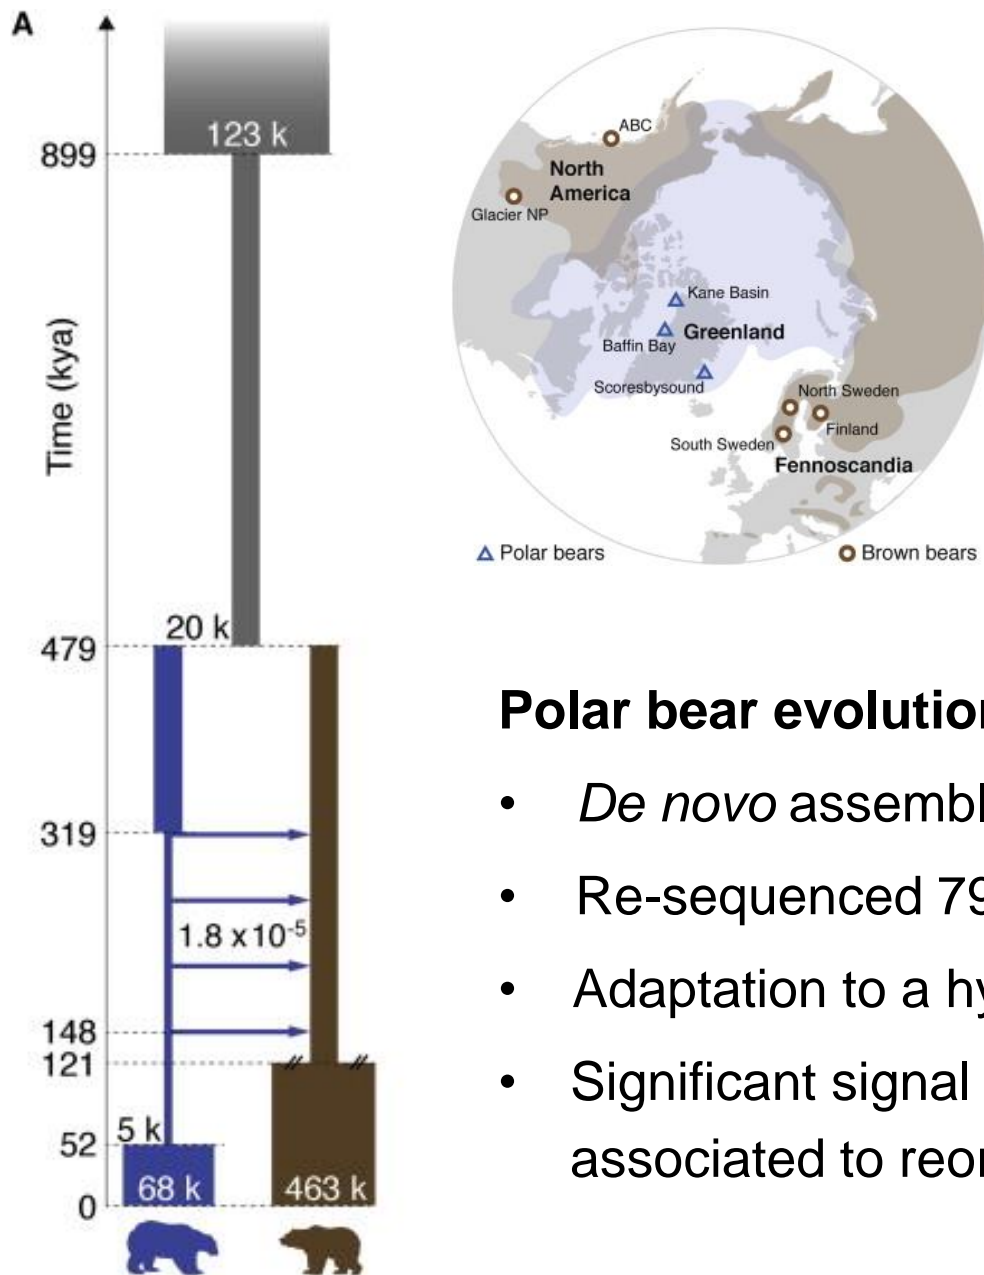 A
123 k
899
Time (kya)
20 k
479
319
1.8 x10-5
148
121
5 k
52
68 k
463 k
0
ABC
North
America
Glacier NP
Kane Basin
Greenland
Baffin Bay
Scoresbysound
North Sweden
Finland
South Sweden
Fennoscandia
Polar bears
Brown bears
Polar bear evolution
• De novo assembl
• Re-sequenced 79
• Adaptation to a hy
• Significant signal
associated to reor